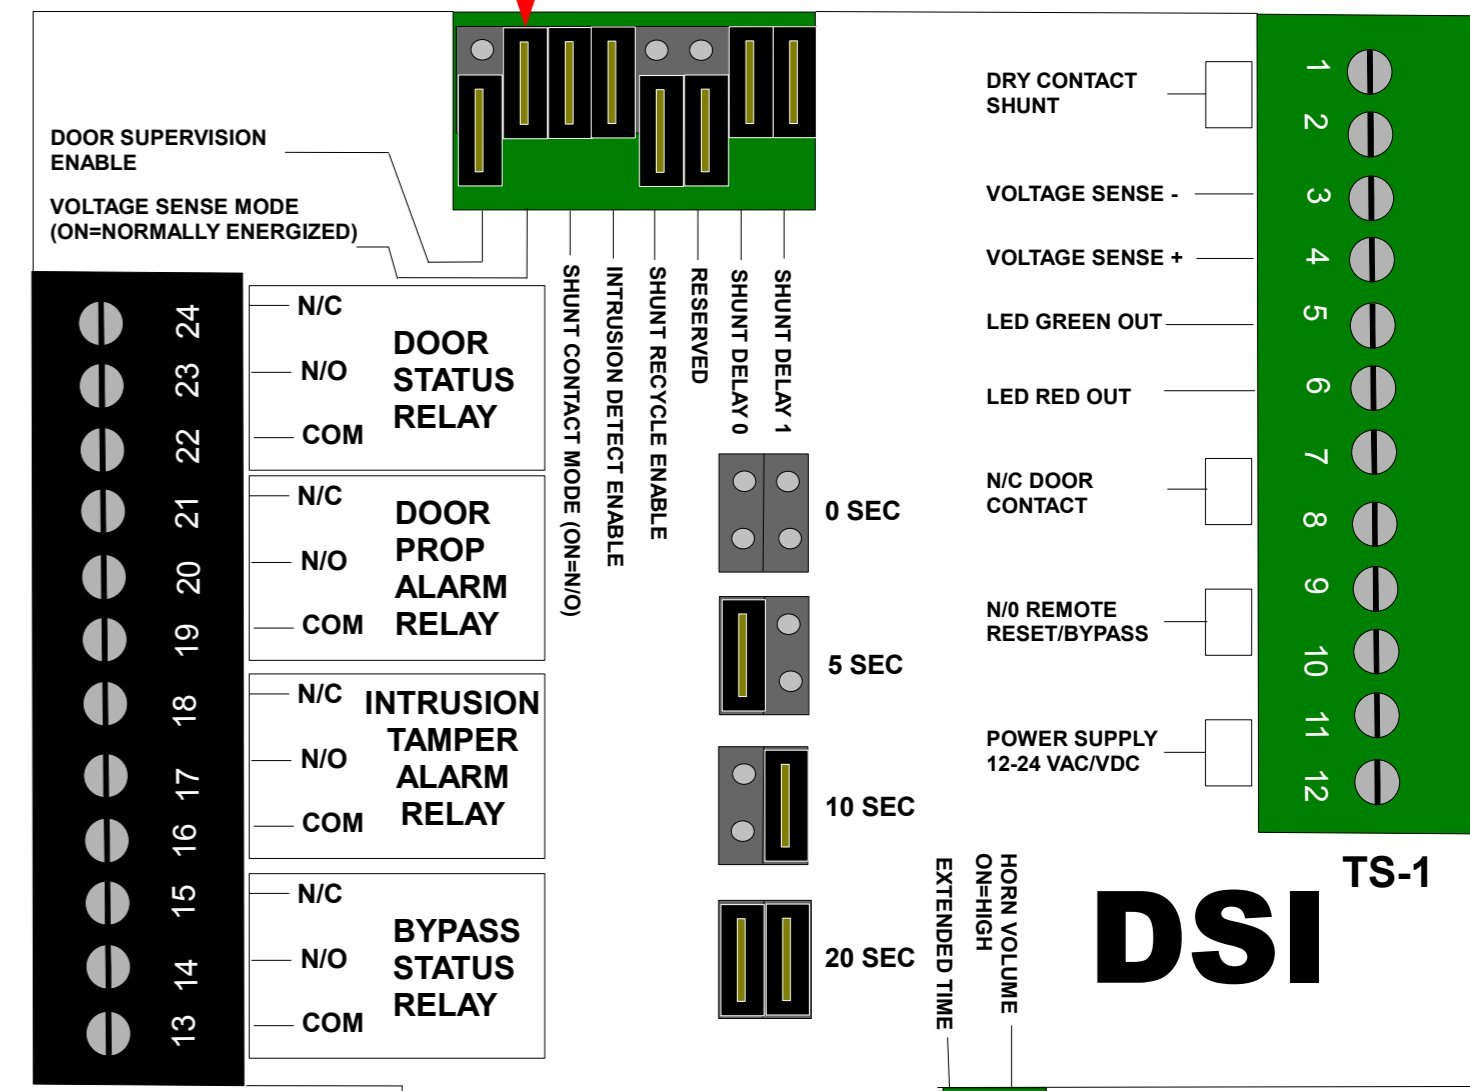 DOOR SUPERVISION
ENABLE
VOLTAGE SENSE MODE
(ON=NORMALLY ENERGIZED)
24
23
22
21
20
19
18
17
16
15
14
13
N/C
N/O
COM
DOOR
STATUS
RELAY
N/C
N/O
COM
DOOR
PROP
ALARM
RELAY
N/C
N/O
COM
INTRUSION
TAMPER
ALARM
RELAY
N/C
N/O
COM
BYPASS
STATUS
RELAY
SHUNT CONTACT MODE (ON=N/O)
INTRUSION DETECT ENABLE
SHUNT RECYCLE ENABLE
RESERVED
SHUNT DELAY 0
SHUNT DELAY 1
0 SEC
5 SEC
10 SEC
20 SEC
DRY CONTACT
SHUNT
VOLTAGE SENSE -
VOLTAGE SENSE +
LED GREEN OUT
LED RED OUT
N/C DOOR
CONTACT
N/0 REMOTE
RESET/BYPASS
POWER SUPPLY
12-24 VAC/VDC
1
2
3
4
5
6
7
8
9
10
11
12
TS-1
DSI
HORN VOLUME
ON=HIGH
EXTENDED TIME